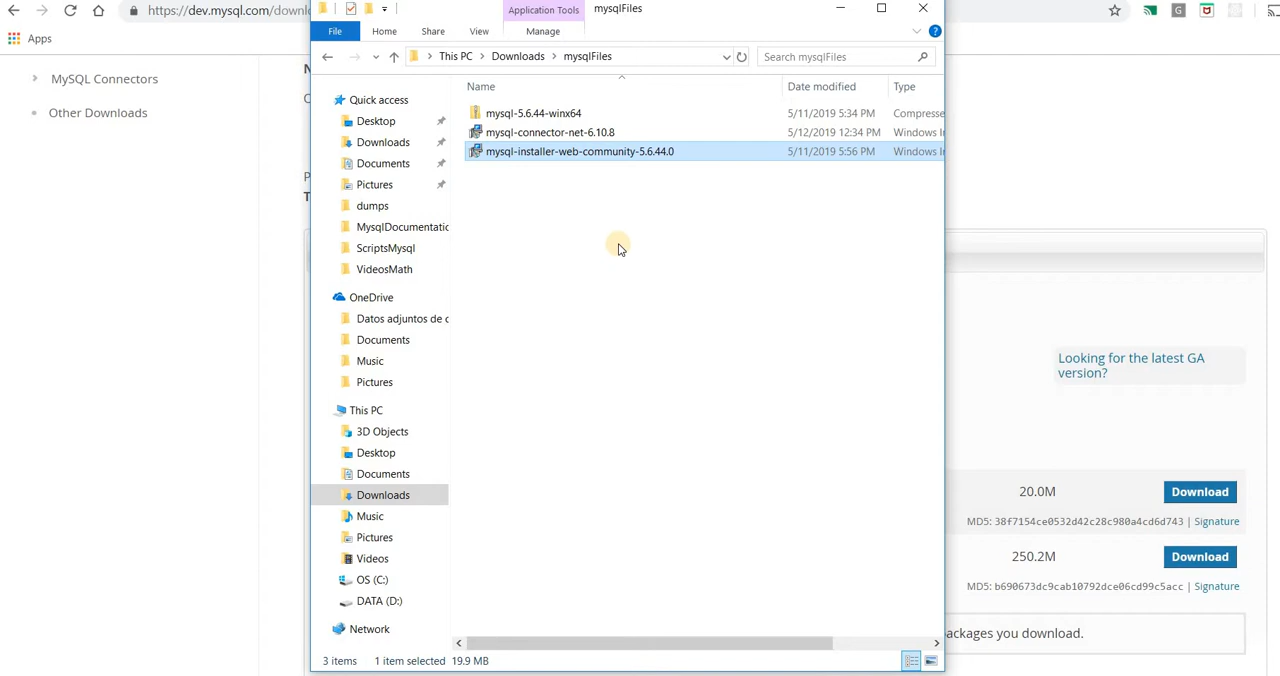 https://dev.mysql.com/downl
Apps
MySQL Connectors
Other Downloads
Application Tools
mysqlFiles
File
Home
Share
View
Manage
This PC
Downloads
mysqlFiles
Search mysqlFiles
Name
Date modified
Type
mysql-5.6.44-winx64
5/11/2019 5:34 PM
Compresse
mysql-connector-net-6.10.8
5/12/2019 12:34 PM
Windows In
mysql-installer-web-community-5.6.44.0
5/11/2019 5:56 PM
Windows In
Quick access
Desktop
Downloads
Documents
Pictures
dumps
MysqlDocumentatic
ScriptsMysql
VideosMath
OneDrive
Datos adjuntos de c
Documents
Music
Pictures
This PC
3D Objects
Desktop
Documents
Downloads
Music
Pictures
Videos
OS (C:)
DATA (D:)
Network
3 items
1 item selected
19.9 MB
Looking for the latest GA
version?
20.0M
Download
MD5: 38f7154ce0532d42c28c980a4cd6d743 | Signature
250.2M
Download
MD5: b690673dc9cab10792dce06cd99c5acc | Signature
ackages you download.